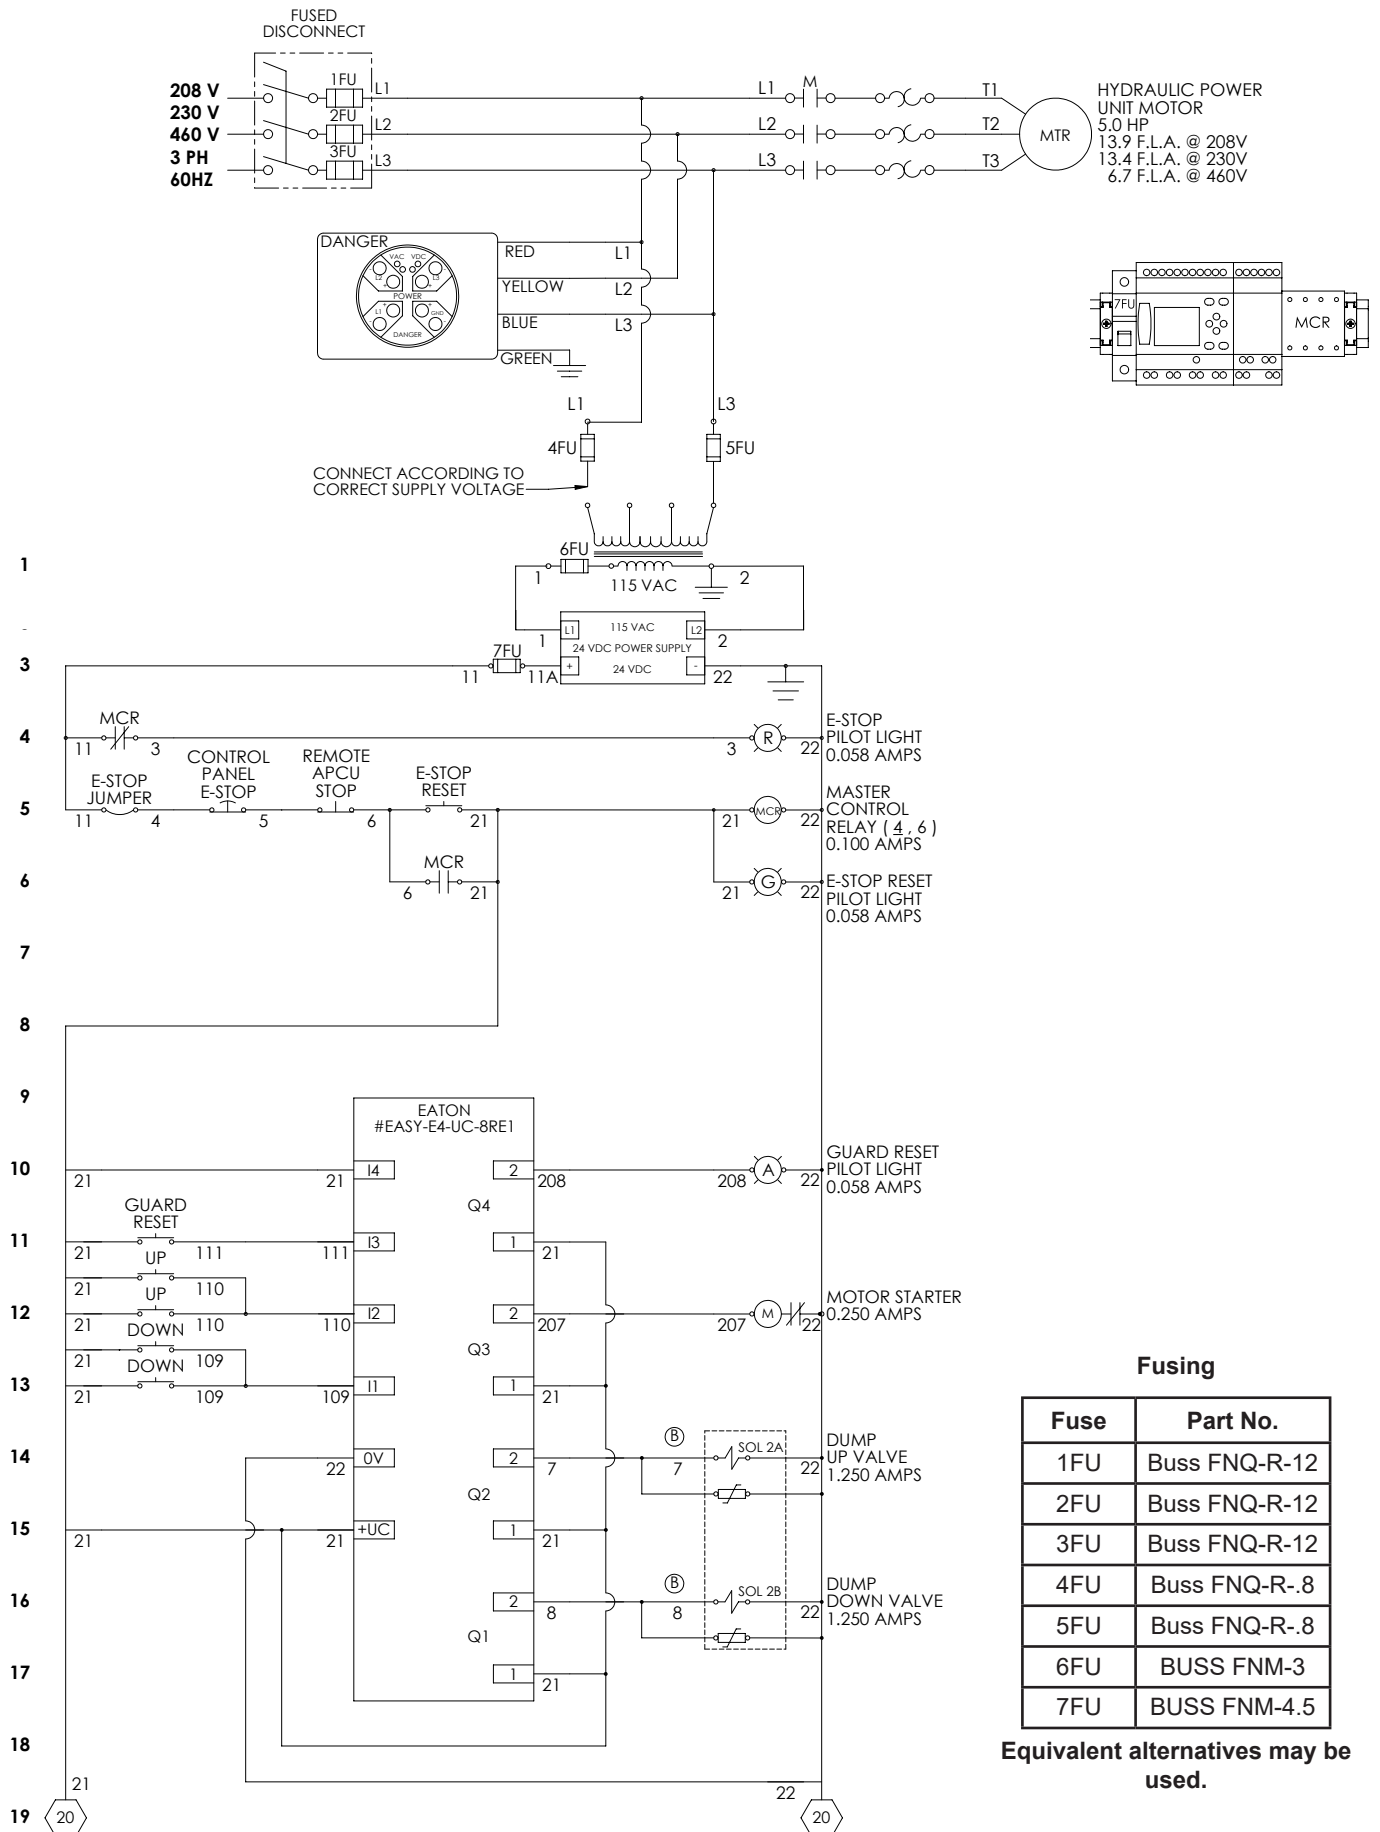 FUSED
DISCONNECT
208 V
230 V
460 V
3 PH
60HZ
1FU
L1
2FU
L2
3FU
L3
L1
M
T1
L2
T2
L3
T3
MTR
HYDRAULIC POWER
UNIT MOTOR
5.0 HP
13.9 F.L.A. @ 208V
13.4 F.L.A. @ 230V
6.7 F.L.A. @ 460V
DANGER
VAC VDC
L2
L3
POWER
L1
GND
DANGER
RED
L1
YELLOW
L2
BLUE
L3
GREEN
7FU
MCR
L1
L3
4FU
5FU
CONNECT ACCORDING TO
CORRECT SUPPLY VOLTAGE
1
6FU
1
115 VAC
2
-
1
L1
115 VAC
L2
2
24 VDC POWER SUPPLY
3
11
7FU
11A
+
24 VDC
-
22
4
MCR
11
3
3
R
22
E-STOP
PILOT LIGHT
0.058 AMPS
5
E-STOP
JUMPER
CONTROL
PANEL
E-STOP
REMOTE
APCU
STOP
E-STOP
RESET
11
4
5
6
21
21
MCR
22
MASTER
CONTROL
RELAY ( 4 , 6 )
0.100 AMPS
6
MCR
6
21
21
G
22
E-STOP RESET
PILOT LIGHT
0.058 AMPS
7
8
9
EATON
#EASY-E4-UC-8RE1
10
21
21
I4
2
208
208
A
22
GUARD RESET
PILOT LIGHT
0.058 AMPS
Q4
GUARD
RESET
11
21
111
111
I3
1
21
UP
21
110
UP
12
21
110
110
I2
2
207
207
M
22
MOTOR STARTER
0.250 AMPS
DOWN
21
109
Q3
DOWN
13
21
109
109
I1
1
21
14
22
0V
2
7
B
7
SOL 2A
22
DUMP
UP VALVE
1.250 AMPS
Q2
15
21
21
+UC
1
21
16
2
8
B
8
SOL 2B
22
DUMP
DOWN VALVE
1.250 AMPS
Q1
17
1
21
18
21
22
19
20
20
Fusing
Fuse Part No.
1FU Buss FNQ-R-12
2FU Buss FNQ-R-12
3FU Buss FNQ-R-12
4FU Buss FNQ-R-.8
5FU Buss FNQ-R-.8
6FU BUSS FNM-3
7FU BUSS FNM-4.5
Equivalent alternatives may be
used.